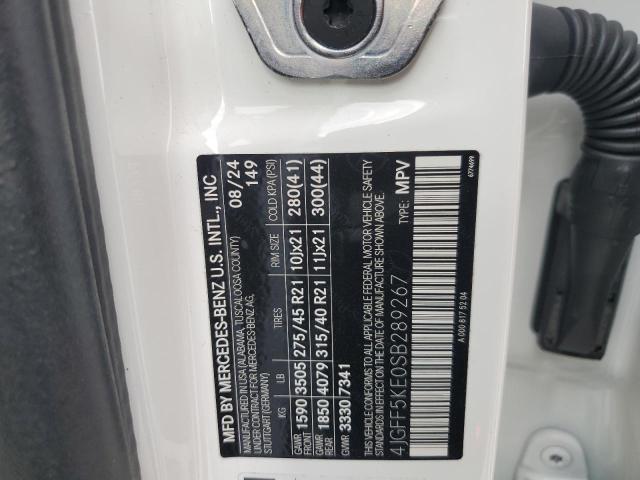 MFD BY MERCEDES-BENZ U.S. INTL., INC
MANUFACTURED IN USA (ALABAMA, TUSCALOOSA COUNTY) 08/24
UNDER CONTRACT FOR MERCEDES-BENZ AG, 149
STUTTGART (GERMANY)
KG LB TIRES RIM SIZE COLD KPA (PSI)
GAWR FRONT 1590 3505 275/45 R21 10Jx21 280(41)
GAWR REAR 1850 4079 315/40 R21 11Jx21 300(44)
GVWR 3330 7341
THIS VEHICLE CONFORMS TO ALL APPLICABLE FEDERAL MOTOR VEHICLE SAFETY
STANDARDS IN EFFECT ON THE DATE OF MANUFACTURE SHOWN ABOVE.
4JGFF5KE0SB289267 TYPE: MPV
A 000 817 52 04 6774699